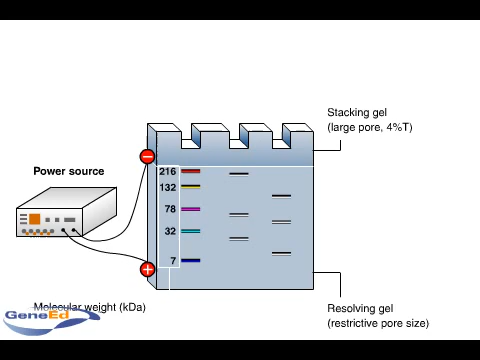 Stacking gel
(large pore, 4%T)
Power source
−
216
132
78
32
7
+
Molecular weight (kDa)
GeneEd
Resolving gel
(restrictive pore size)